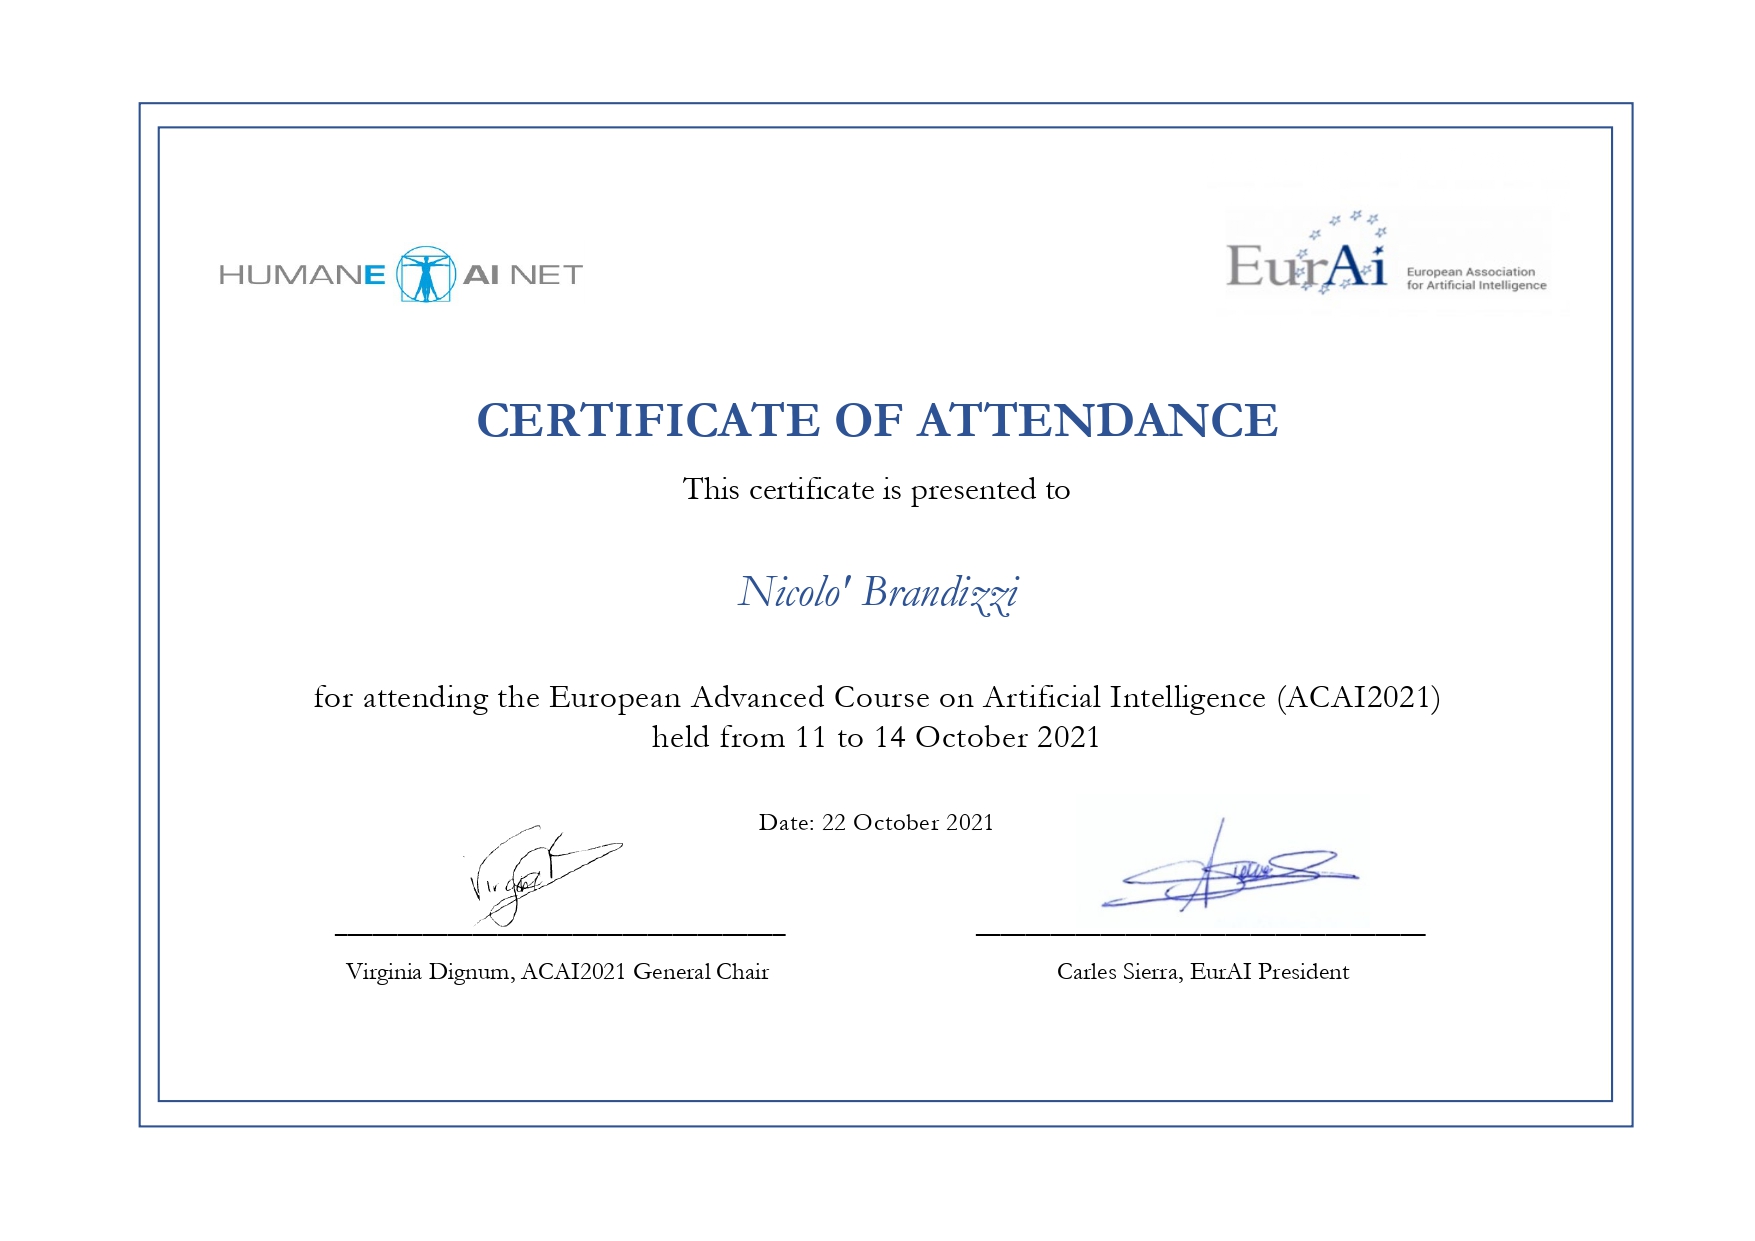 HUMANE AI NET
EurAi
European Association
for Artificial Intelligence
CERTIFICATE OF ATTENDANCE
This certificate is presented to
Nicolo' Brandizzi
for attending the European Advanced Course on Artificial Intelligence (ACAI2021)
held from 11 to 14 October 2021
Date: 22 October 2021
Virginia Dignum, ACAI2021 General Chair
Carles Sierra, EurAI President